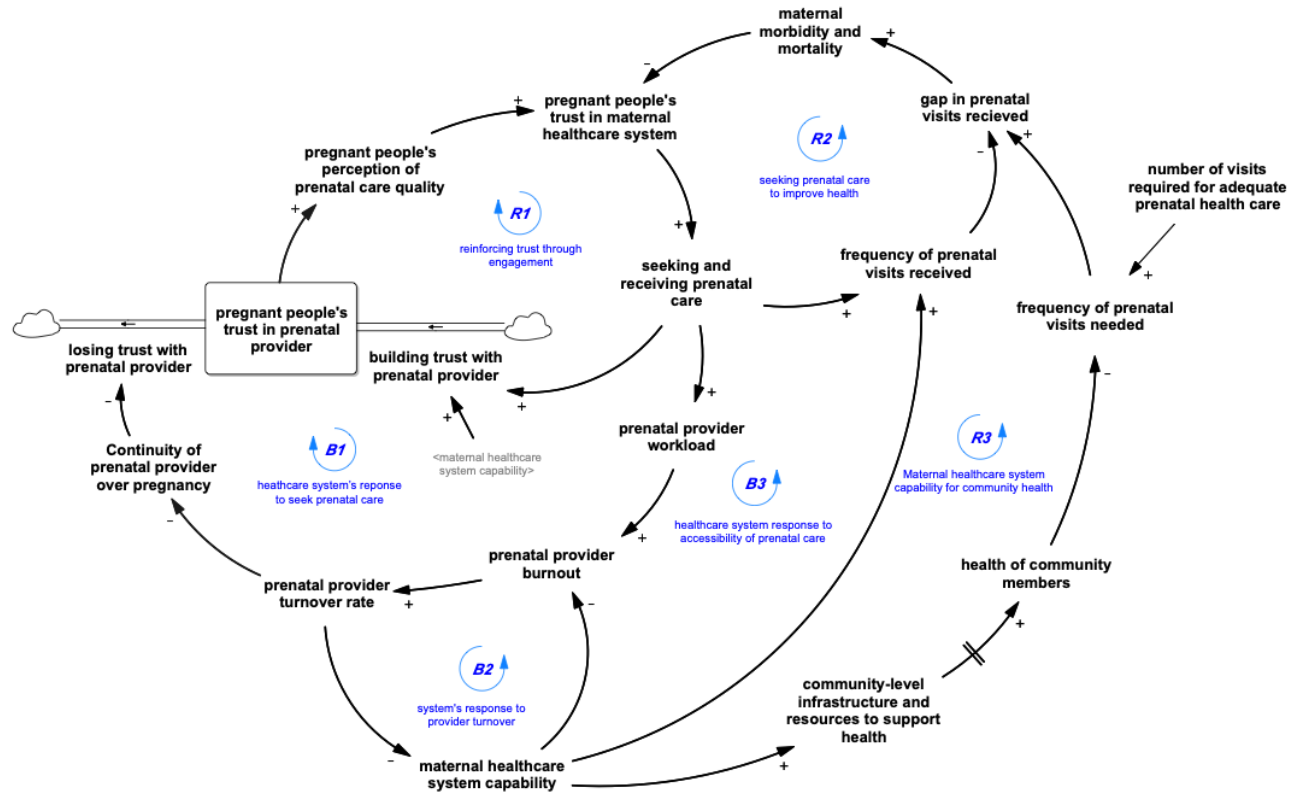 maternal
morbidity and
mortality
+
–
+
pregnant people's
trust in maternal
healthcare system
gap in prenatal
visits recieved
R2
seeking prenatal care
to improve health
–
+
pregnant people's
perception of
prenatal care quality
number of visits
required for adequate
prenatal health care
+
R1
reinforcing trust through
engagement
+
seeking and
receiving prenatal
care
frequency of prenatal
visits received
+
frequency of prenatal
visits needed
+
+
pregnant people's
trust in prenatal
provider
losing trust with
prenatal provider
building trust with
prenatal provider
–
+
+
+
–
prenatal provider
workload
R3
Maternal healthcare system
capability for community health
Continuity of
prenatal provider
over pregnancy
B1
heathcare system's reponse
to seek prenatal care
<maternal healthcare
system capability>
B3
healthcare system response to
accessibility of prenatal care
–
+
prenatal provider
burnout
health of community
members
prenatal provider
turnover rate
+
–
+
B2
system's response to
provider turnover
community-level
infrastructure and
resources to support
health
–
maternal healthcare
system capability
+